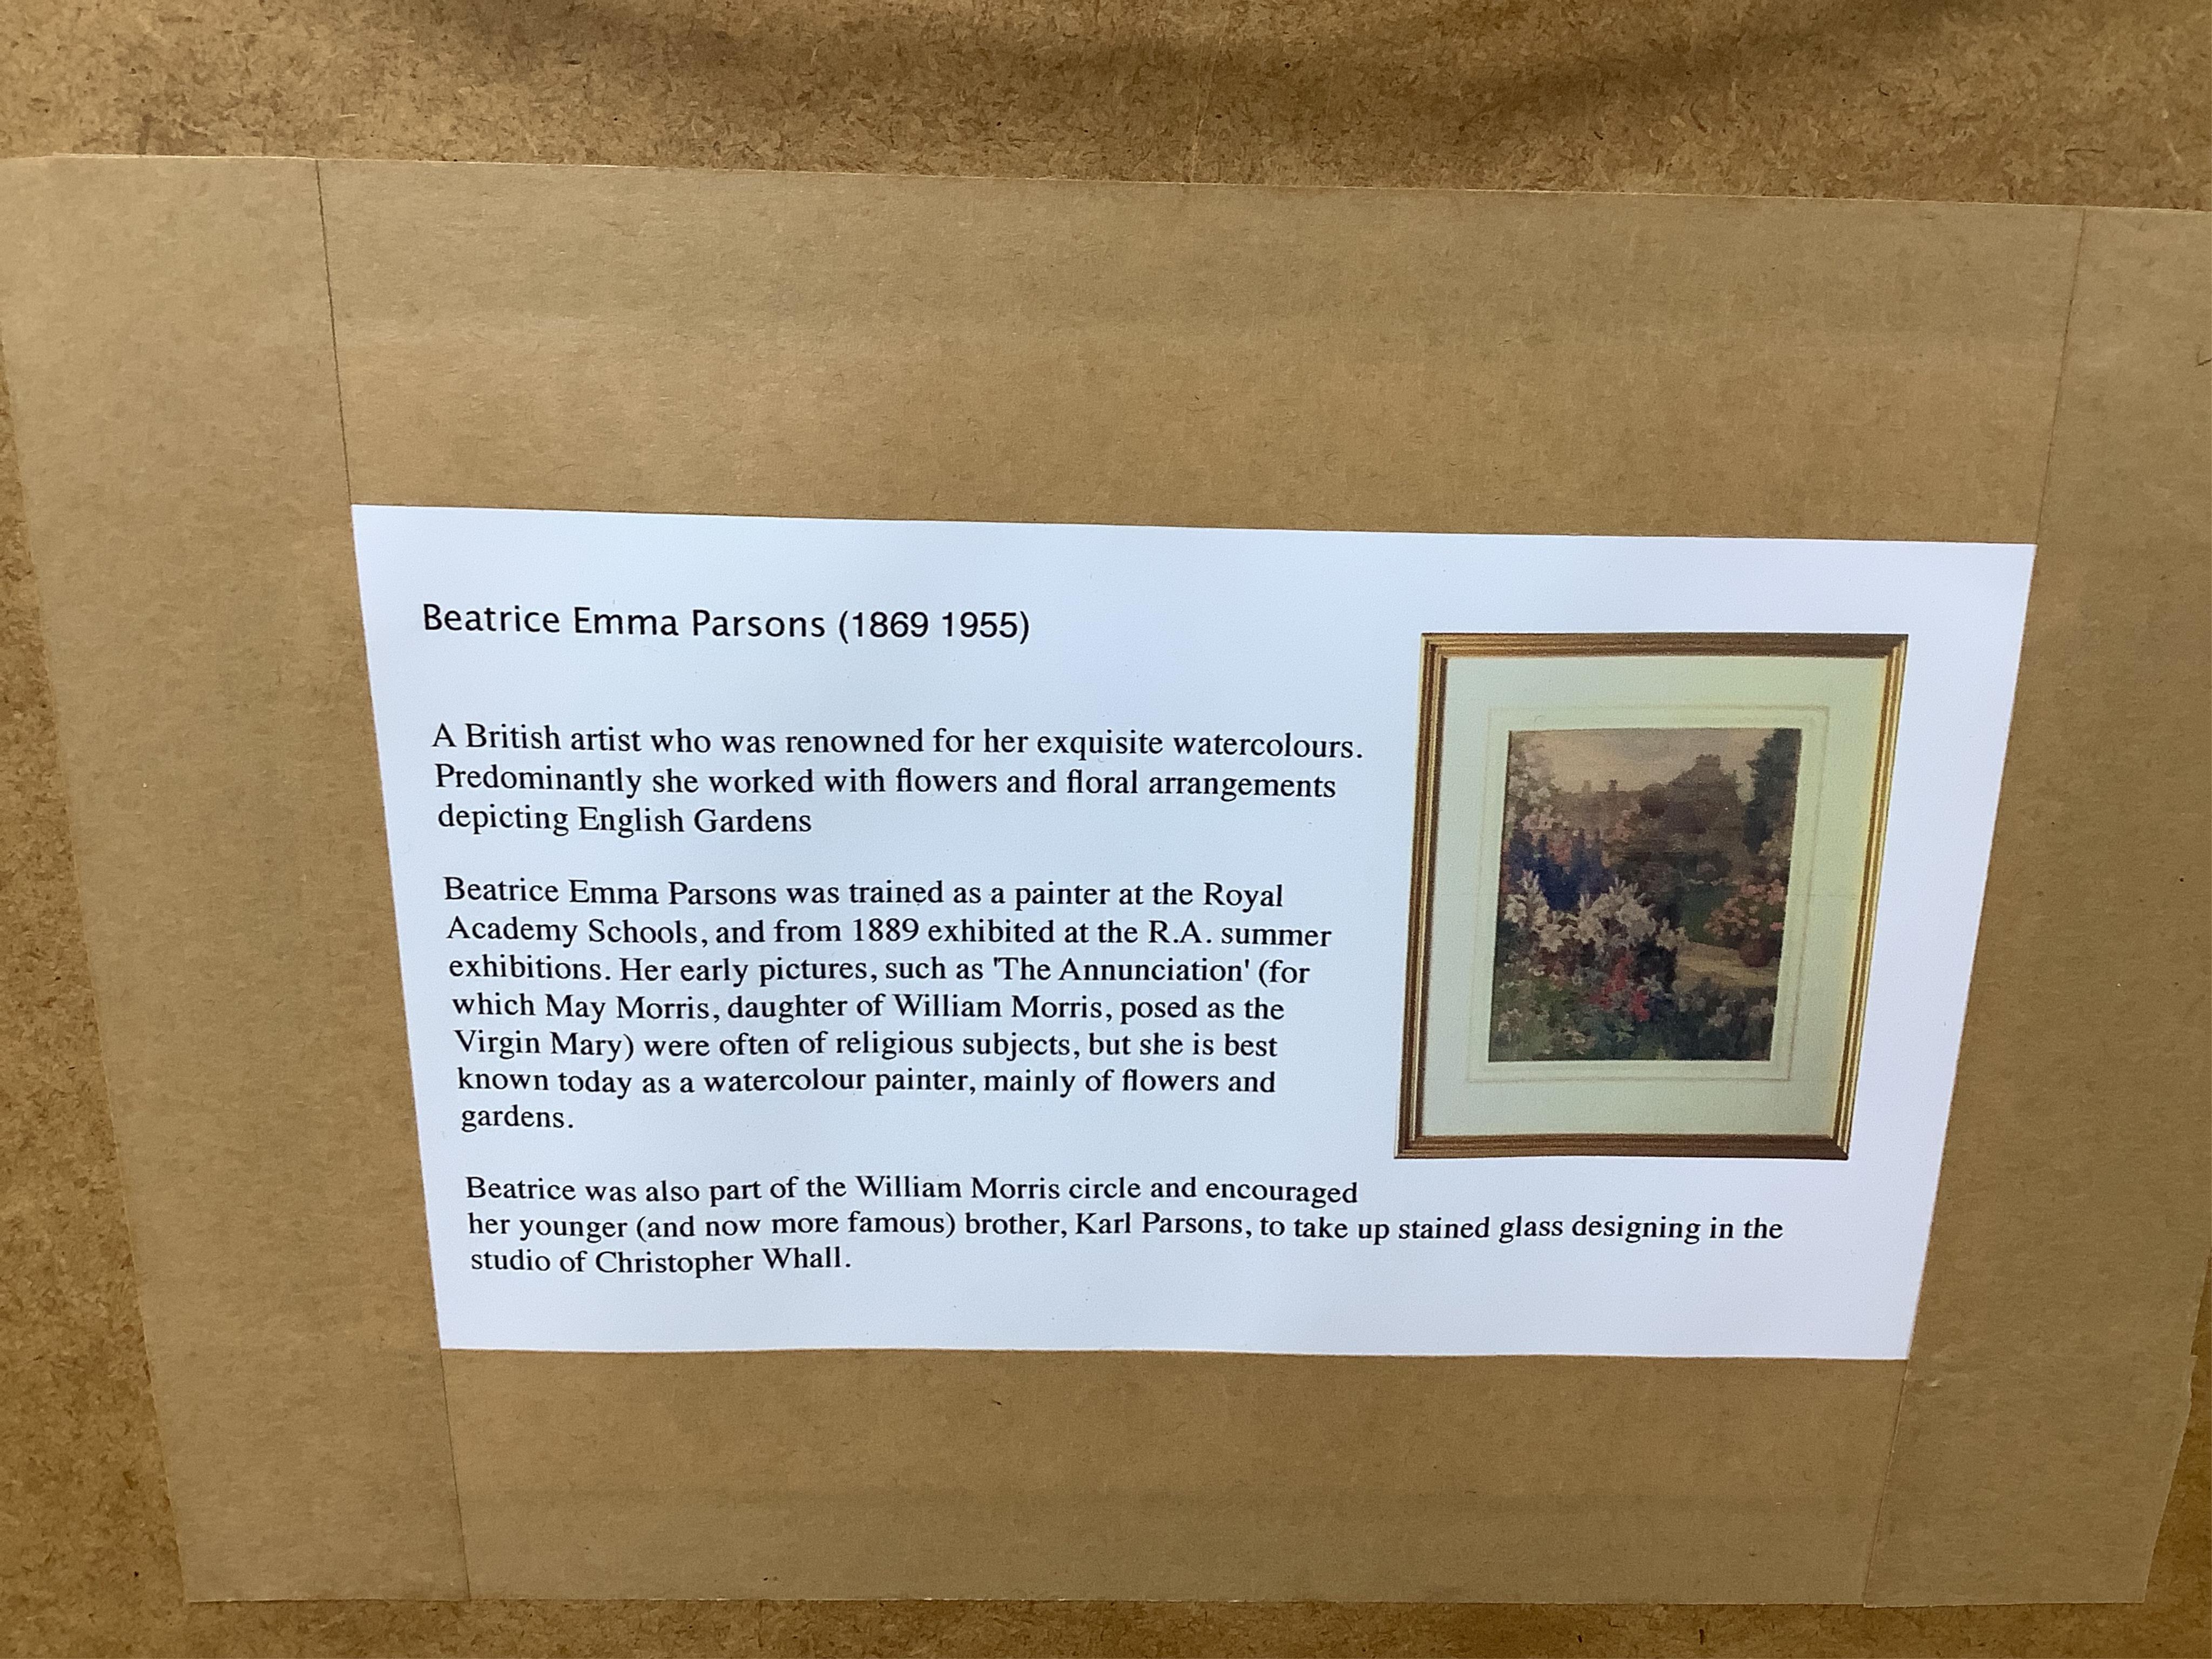 Beatrice Emma Parsons (1869 1955)
A British artist who was renowned for her exquisite watercolours.
Predominantly she worked with flowers and floral arrangements
depicting English Gardens
Beatrice Emma Parsons was trained as a painter at the Royal
Academy Schools, and from 1889 exhibited at the R.A. summer
exhibitions. Her early pictures, such as 'The Annunciation' (for
which May Morris, daughter of William Morris, posed as the
Virgin Mary) were often of religious subjects, but she is best
known today as a watercolour painter, mainly of flowers and
gardens.
Beatrice was also part of the William Morris circle and encouraged
her younger (and now more famous) brother, Karl Parsons, to take up stained glass designing in the
studio of Christopher Whall.